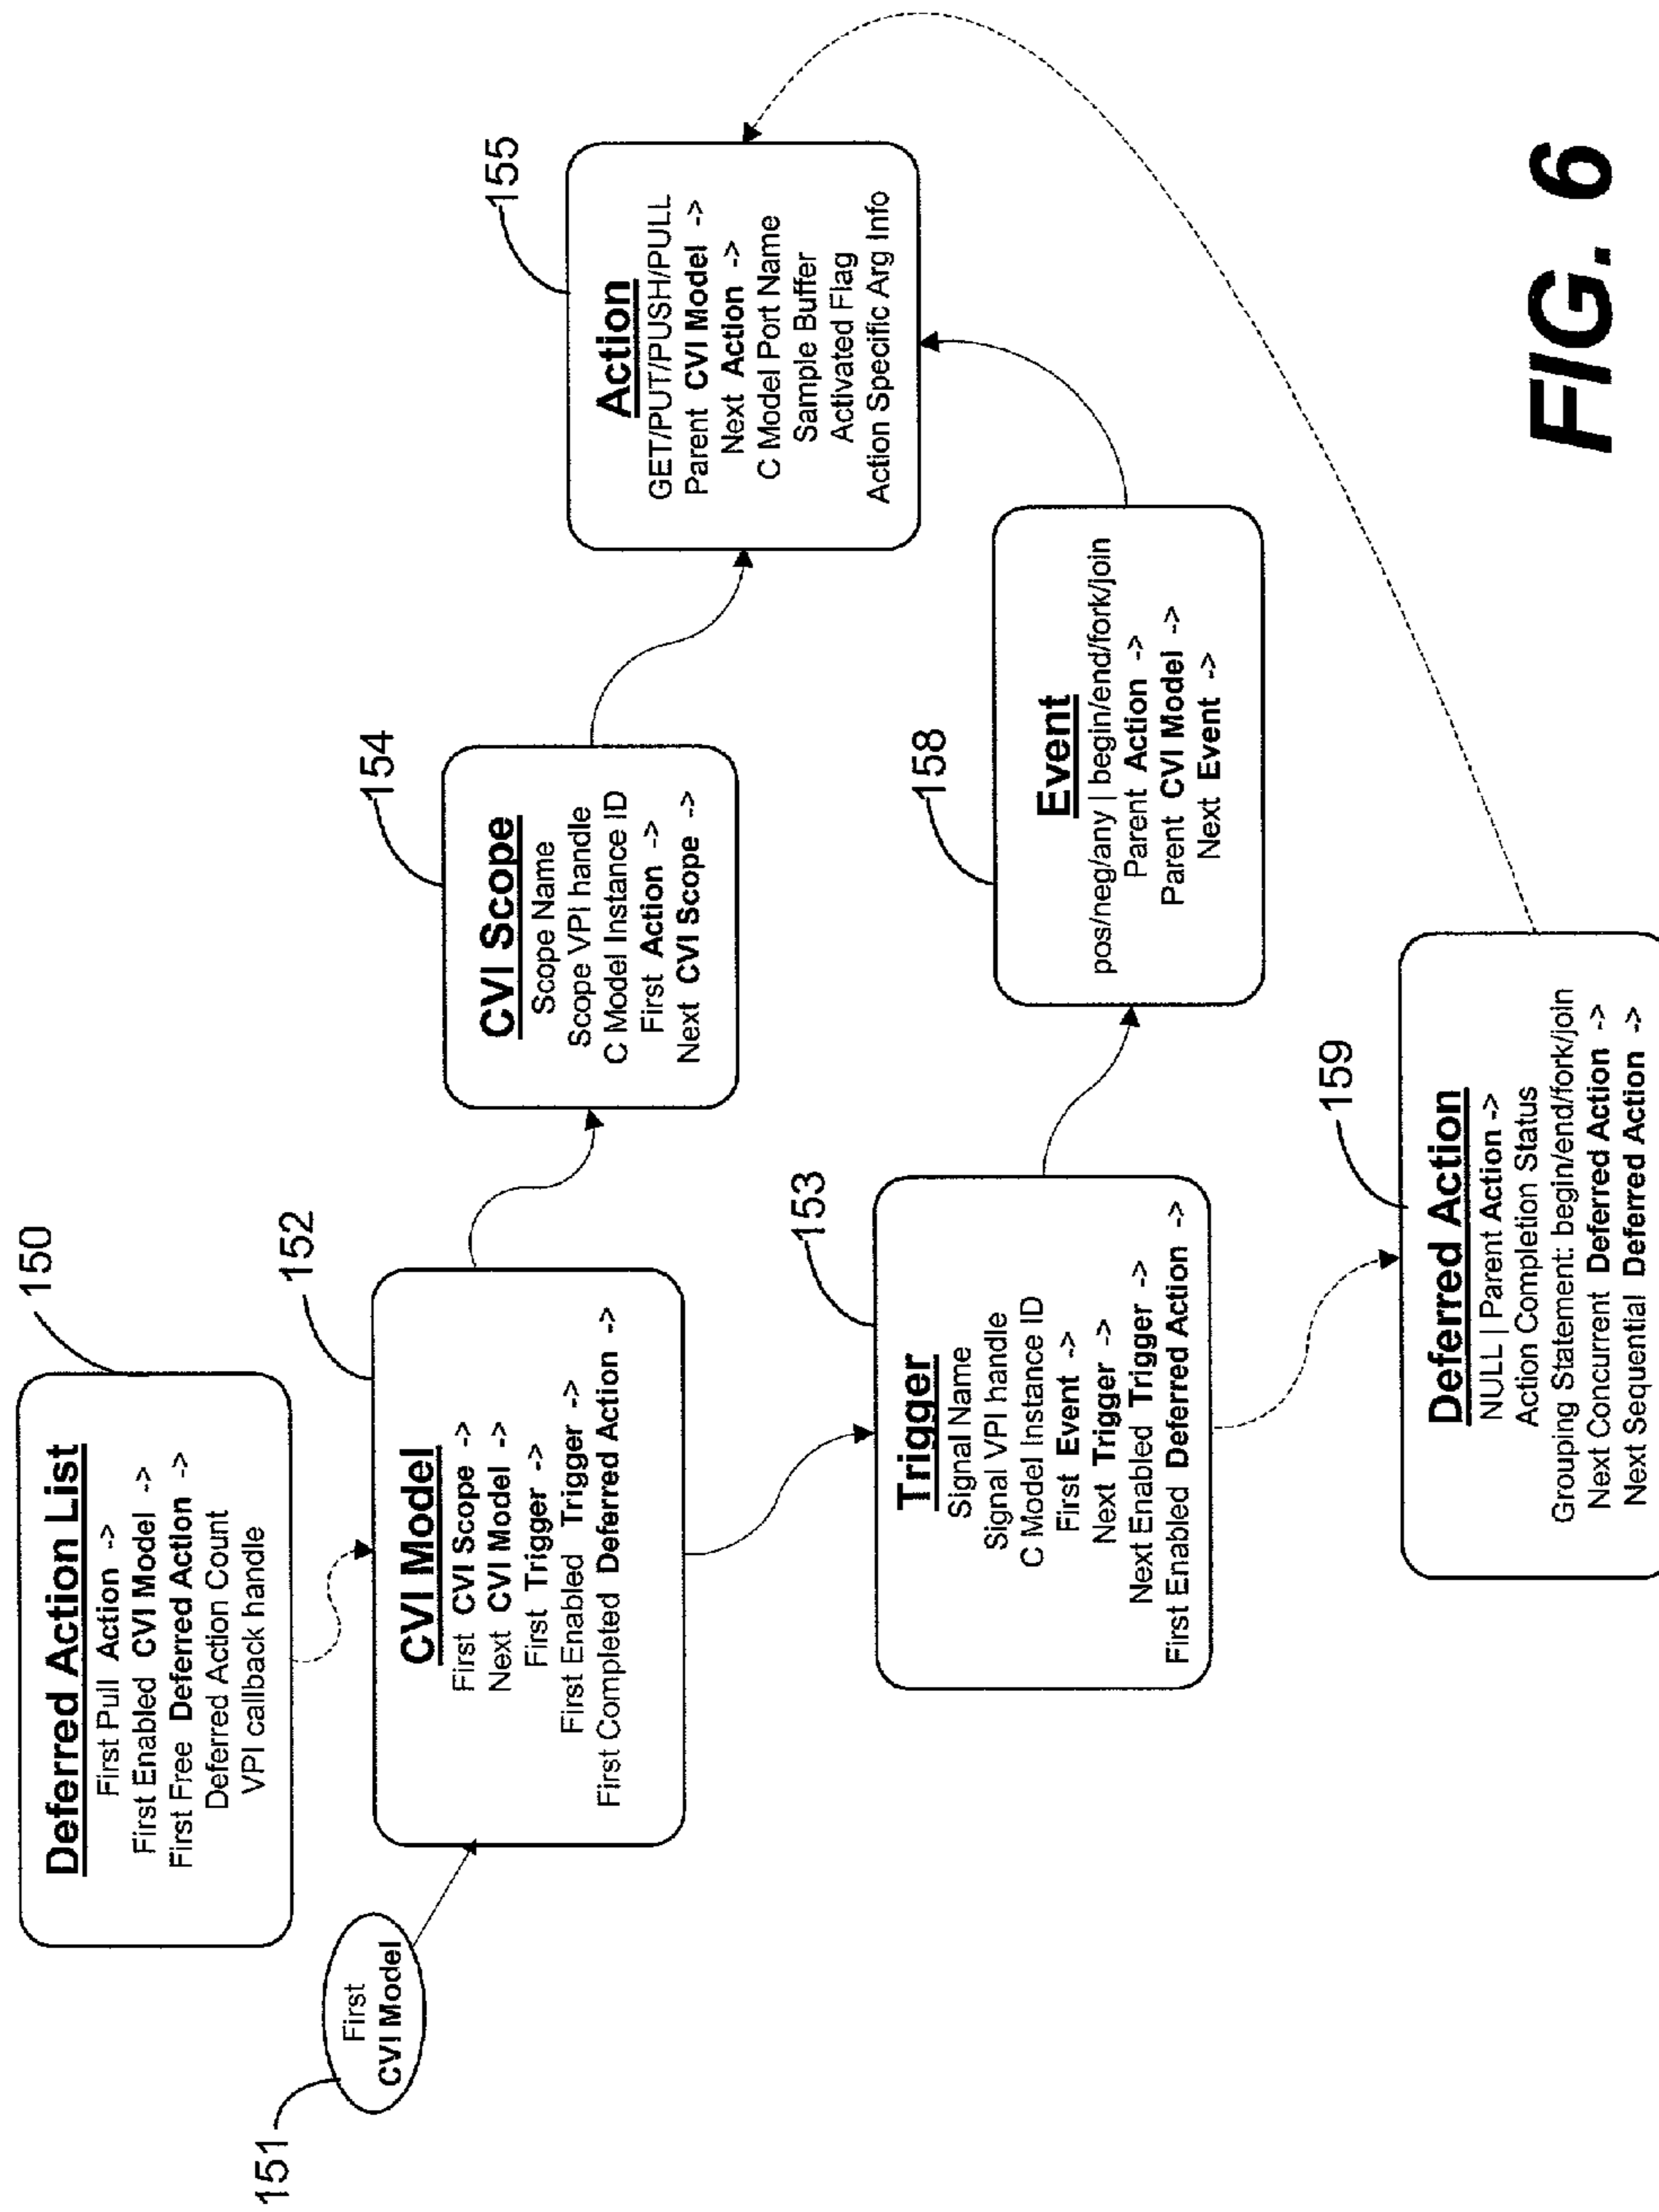 150
Deferred Action List
First Pull Action ->
First Enabled CVI Model ->
First Free Deferred Action ->
Deferred Action Count
VPI callback handle
151
First
CVI Model
152
CVI Model
First CVI Scope ->
Next CVI Model ->
First Trigger ->
First Enabled Trigger ->
First Completed Deferred Action ->
154
CVI Scope
Scope Name
Scope VPI handle
C Model Instance ID
First Action ->
Next CVI Scope ->
155
Action
GET/PUT/PUSH/PULL
Parent CVI Model ->
Next Action ->
C Model Port Name
Sample Buffer
Activated Flag
Action Specific Arg Info
153
Trigger
Signal Name
Signal VPI handle
C Model Instance ID
First Event ->
Next Trigger ->
Next Enabled Trigger ->
First Enabled Deferred Action ->
158
Event
pos/neg/any | begin/end/fork/join
Parent Action ->
Parent CVI Model ->
Next Event ->
159
Deferred Action
NULL | Parent Action ->
Action Completion Status
Grouping Statement: begin/end/fork/join
Next Concurrent Deferred Action ->
Next Sequential Deferred Action ->
FIG. 6